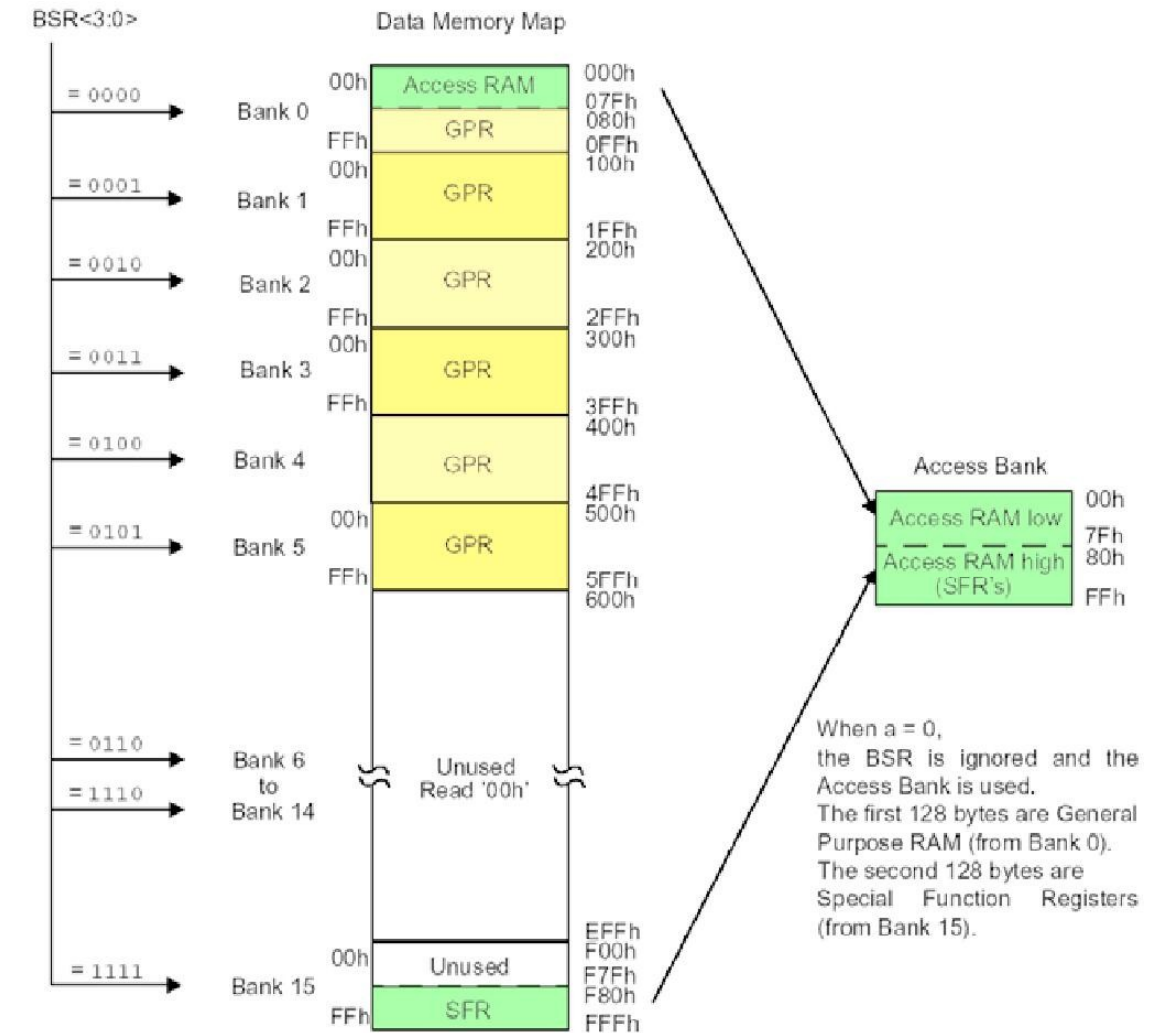 BSR<3:0>
Data Memory Map
= 0000
Bank 0
00h
Access RAM
000h
07Fh
GPR
080h
FFh
0FFh
= 0001
Bank 1
00h
GPR
100h
FFh
1FFh
= 0010
Bank 2
00h
GPR
200h
FFh
2FFh
= 0011
Bank 3
00h
GPR
300h
FFh
3FFh
= 0100
Bank 4
GPR
400h
4FFh
= 0101
Bank 5
00h
GPR
500h
FFh
5FFh
600h
= 0110
Bank 6
to
= 1110
Bank 14
Unused
Read '00h'
EFFh
= 1111
Bank 15
00h
Unused
F00h
F7Fh
F80h
FFh
SFR
FFFh
Access Bank
Access RAM low
00h
7Fh
Access RAM high
(SFR's)
80h
FFh
When a = 0,
the BSR is ignored and the
Access Bank is used.
The first 128 bytes are General
Purpose RAM (from Bank 0).
The second 128 bytes are
Special Function Registers
(from Bank 15).